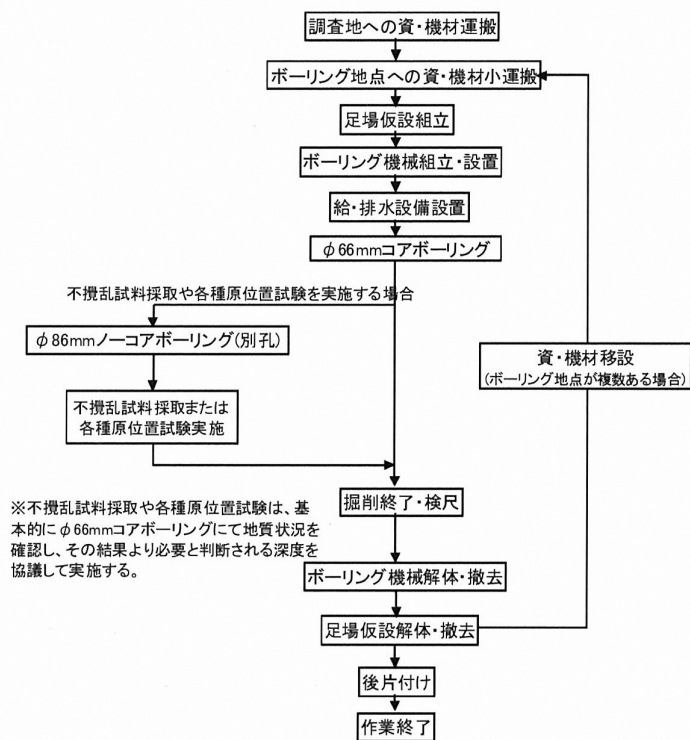 調査地への資・機材運搬
ボーリング地点への資・機材小運搬
足場仮設組立
ボーリング機械組立・設置
給・排水設備設置
φ66mmコアボーリング
不攪乱試料採取や各種原位置試験を実施する場合
φ86mmノーコアボーリング(別孔)
不攪乱試料採取または
各種原位置試験実施
資・機材移設
(ボーリング地点が複数ある場合)
掘削終了・検尺
※不攪乱試料採取や各種原位置試験は、基
本的にφ66mmコアボーリングにて地質状況を
確認し、その結果より必要と判断される深度を
協議して実施する。
ボーリング機械解体・撤去
足場仮設解体・撤去
後片付け
作業終了